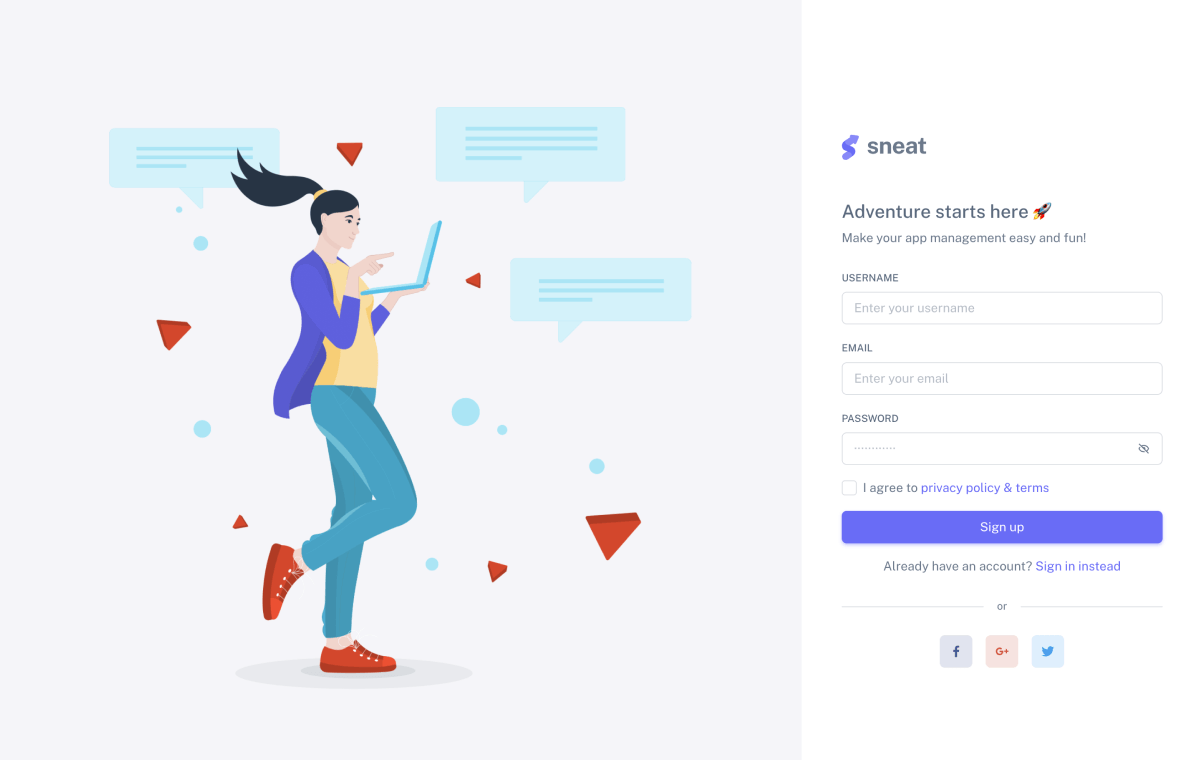 sneat
Adventure starts here 🚀
Make your app management easy and fun!
USERNAME
Enter your username
EMAIL
Enter your email
PASSWORD
············
I agree to privacy policy & terms
Sign up
Already have an account? Sign in instead
or
f G+